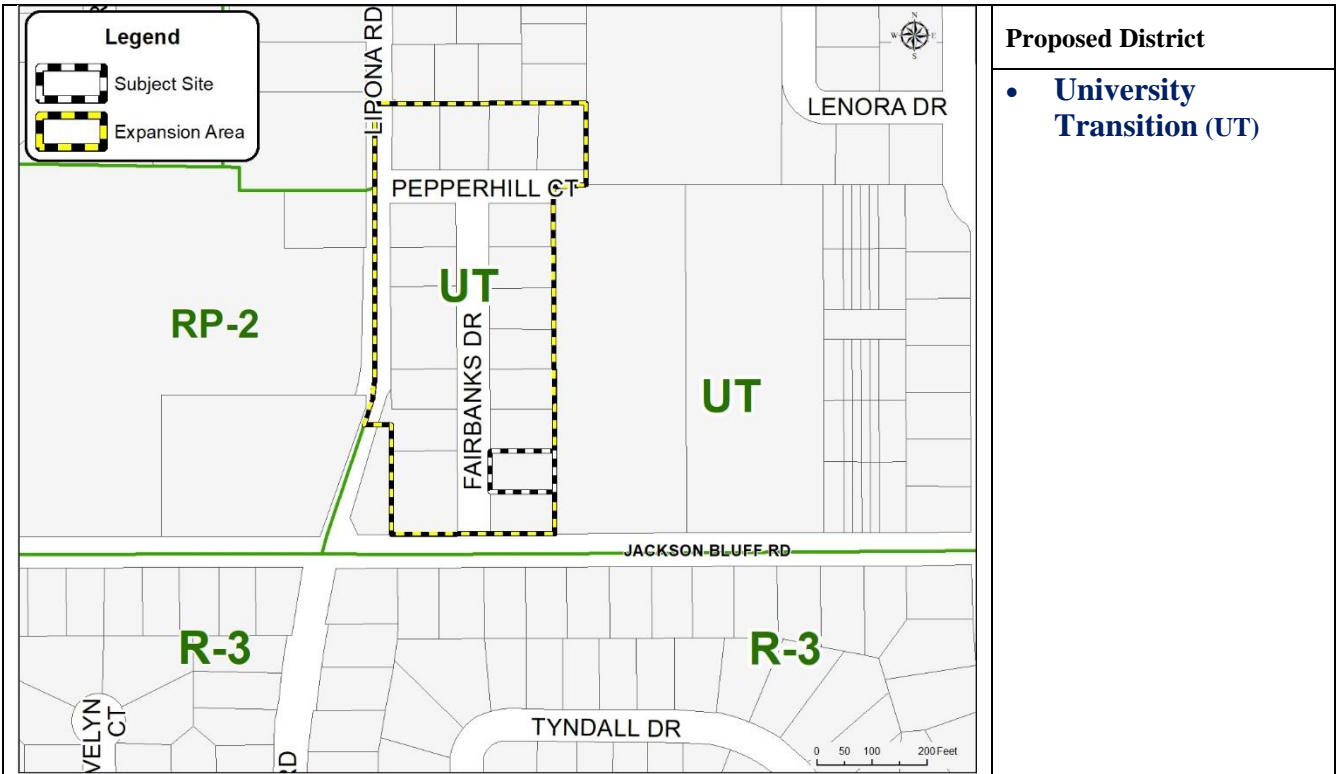 Legend
Subject Site
Expansion Area
LIPONA RD
N
W
E
S
LENORA DR
PEPPERHILL CT
UT
RP-2
FAIRBANKS DR
UT
JACKSON BLUFF RD
R-3
R-3
VELYN
CT
TYNDALL DR
RD
0 50 100 200 Feet
Proposed District
• University
Transition (UT)